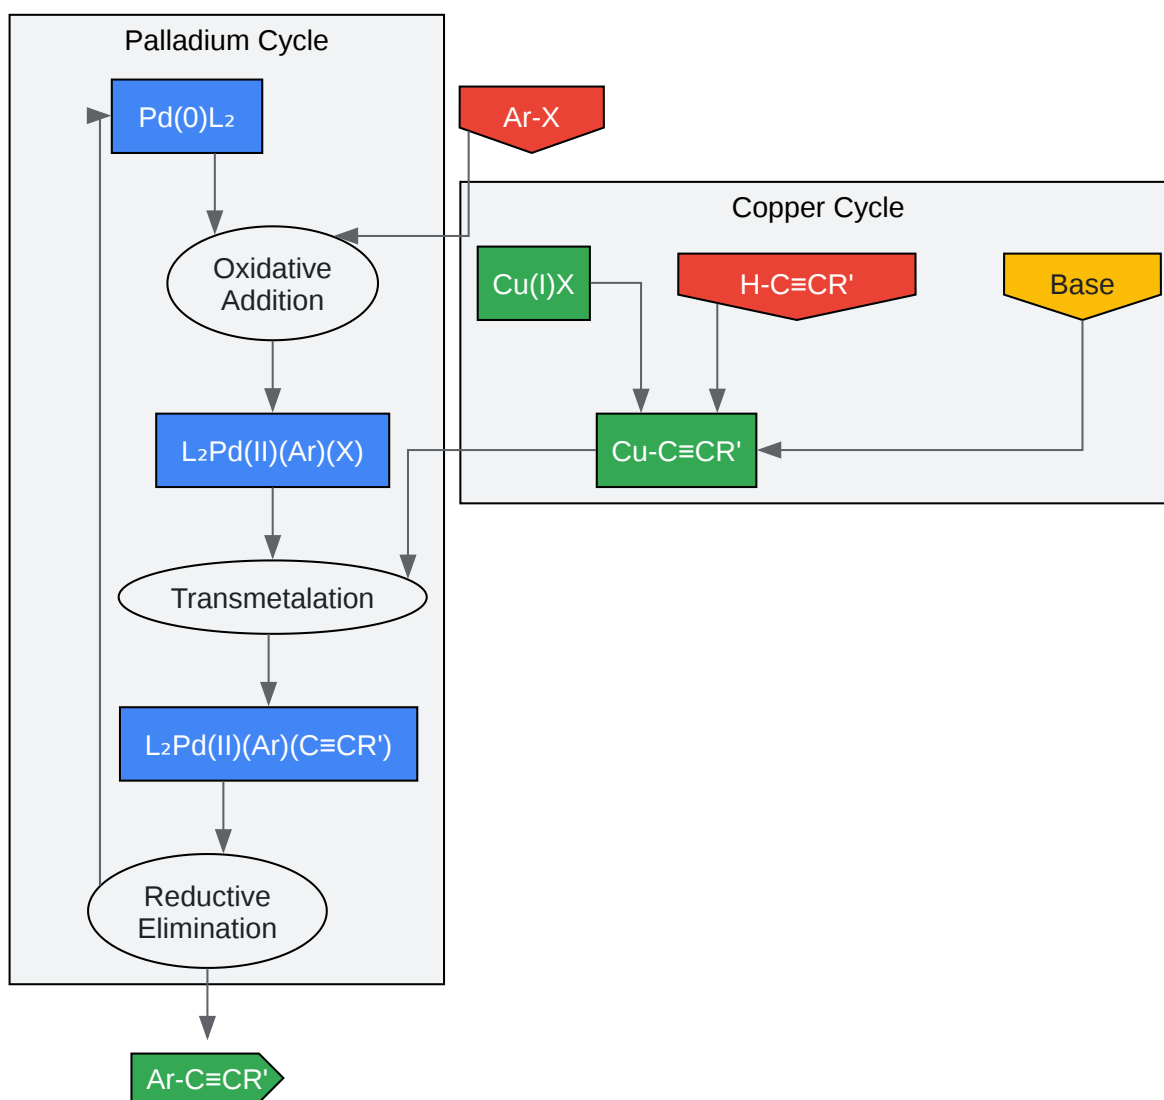 Palladium Cycle
Pd(0)L₂
Ar-X
Copper Cycle
Oxidative
Addition
Cu(I)X
H-C≡CR'
Base
L₂Pd(II)(Ar)(X)
Cu-C≡CR'
Transmetalation
L₂Pd(II)(Ar)(C≡CR')
Reductive
Elimination
Ar-C≡CR'